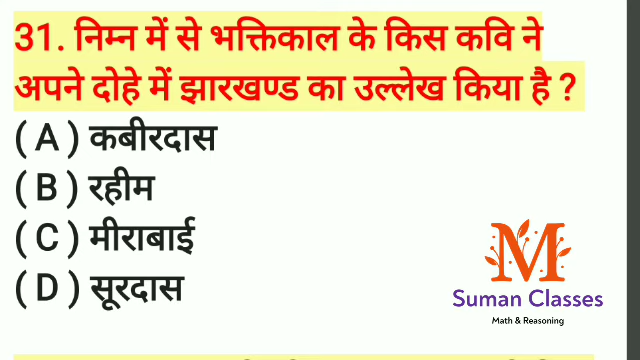 31. निम्न में से भक्तिकाल के किस कवि ने
अपने दोहे में झारखण्ड का उल्लेख किया है ?
( A ) कबीरदास
( B ) रहीम
( C ) मीराबाई
( D ) सूरदास
M
Suman Classes
Math & Reasoning